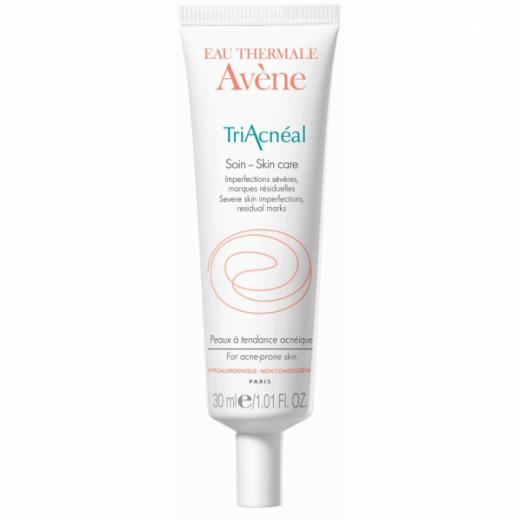 EAU THERMALE
Avène
TriAcnéal
Soin – Skin care
Imperfections sévères,
marques résiduelles
Severe skin imperfections,
residual marks
Peaux à tendance acnéique
For acne-prone skin
HYPOALLERGENIQUE - NON COMEDOGENE
PARIS
30 ml e/1.01 FL. OZ.